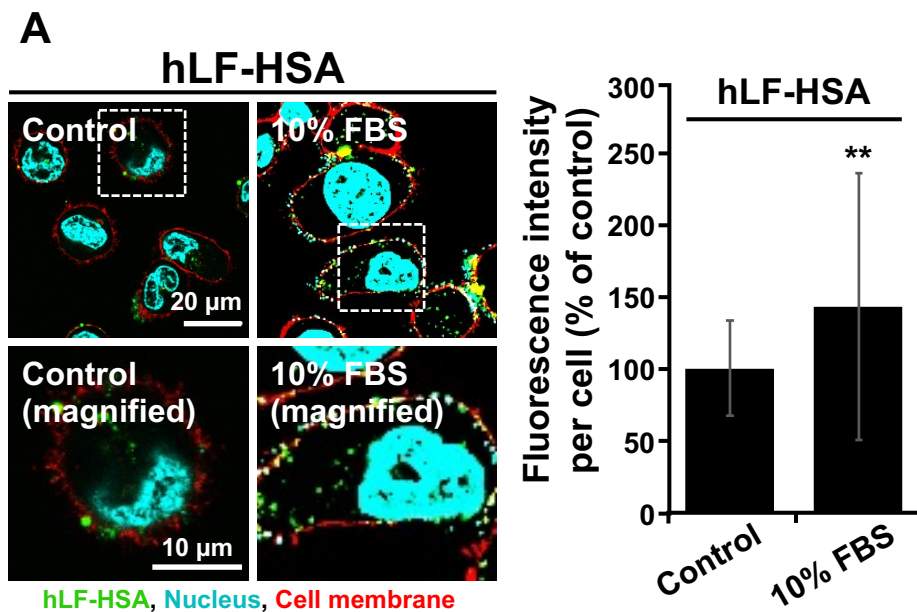 A
hLF-HSA
Control
10% FBS
20 µm
Control
(magnified)
10% FBS
(magnified)
10 µm
hLF-HSA, Nucleus, Cell membrane
Fluorescence intensity
per cell (% of control)
300
250
200
150
100
50
0
hLF-HSA
**
Control
10% FBS